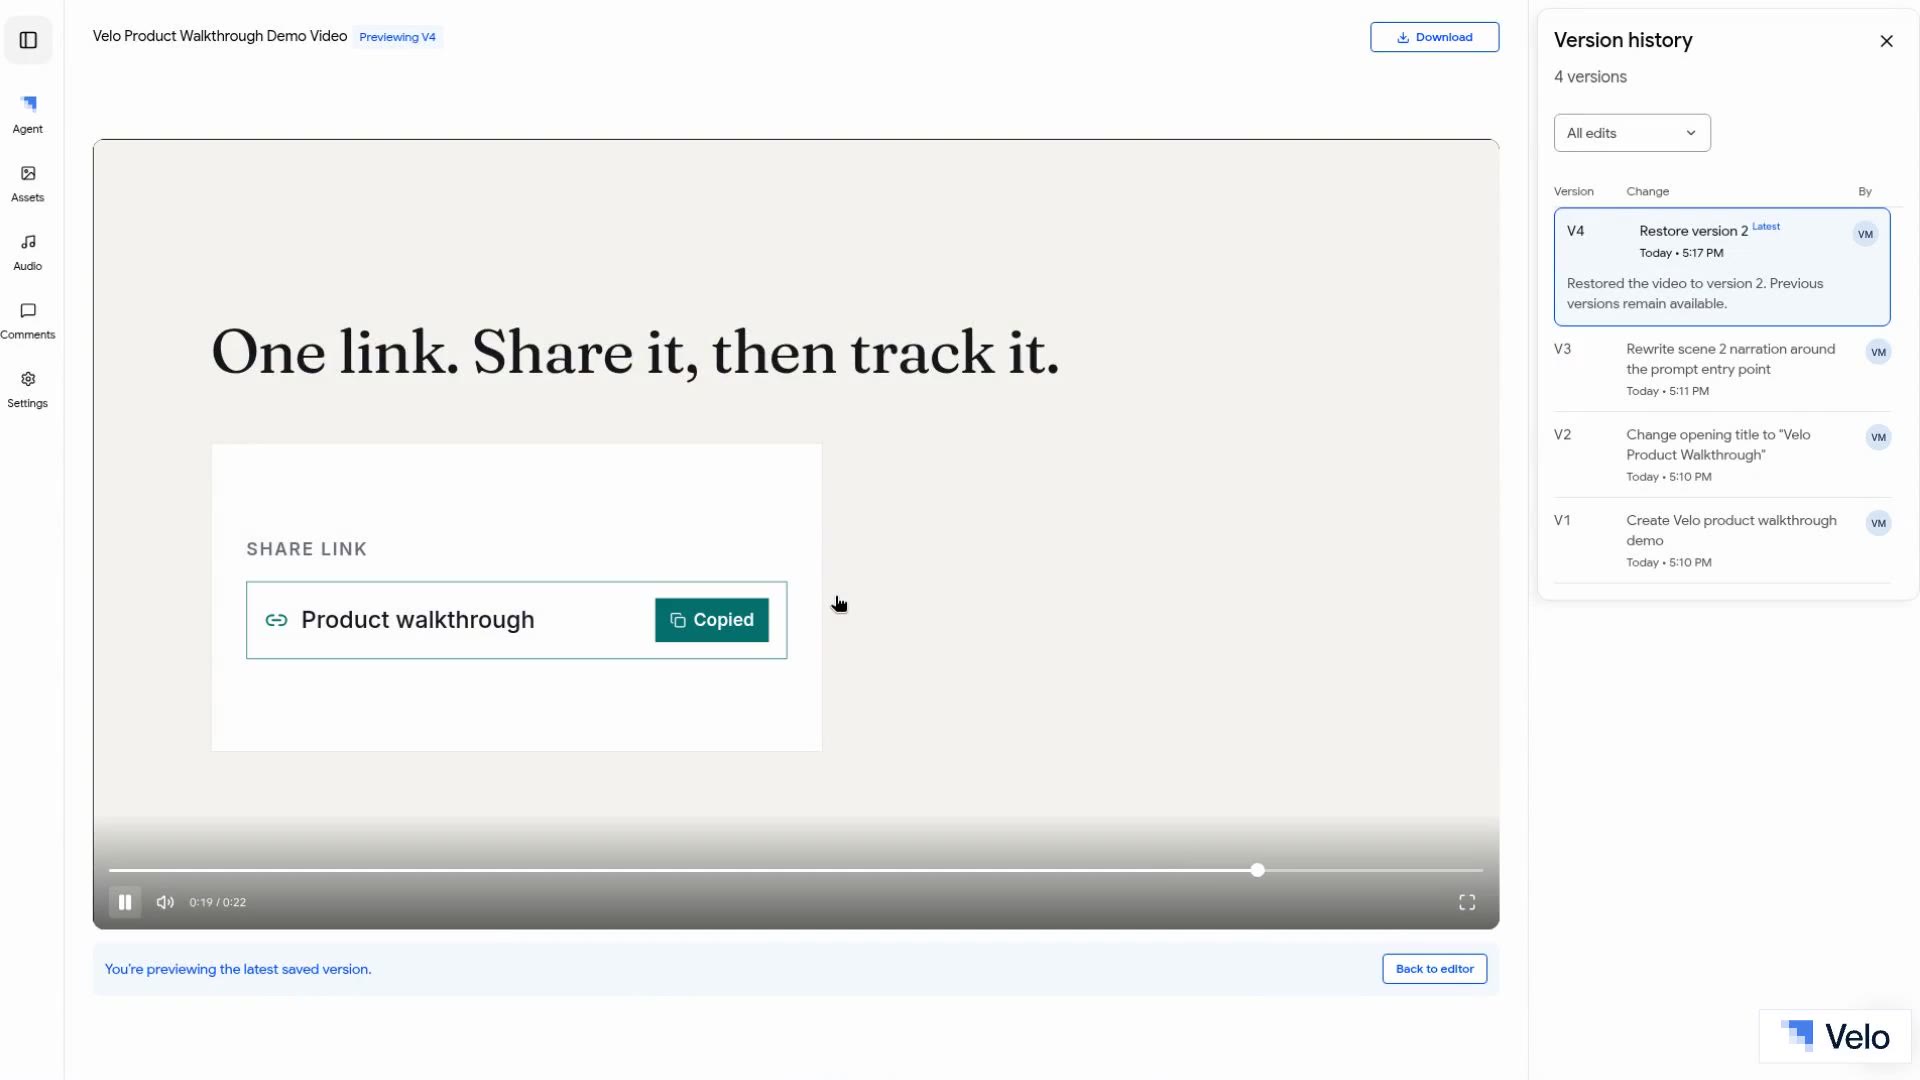 Velo Product Walkthrough Demo Video
Previewing V4
Download
Agent
Assets
Audio
Comments
Settings
One link. Share it, then track it.
SHARE LINK
Product walkthrough
Copied
0:19 / 0:22
You're previewing the latest saved version.
Back to editor
Version history
4 versions
All edits
Version Change By
V4 Restore version 2 Latest VM
Today • 5:17 PM
Restored the video to version 2. Previous
versions remain available.
V3 Rewrite scene 2 narration around VM
the prompt entry point
Today • 5:11 PM
V2 Change opening title to "Velo VM
Product Walkthrough"
Today • 5:10 PM
V1 Create Velo product walkthrough VM
demo
Today • 5:10 PM
Velo